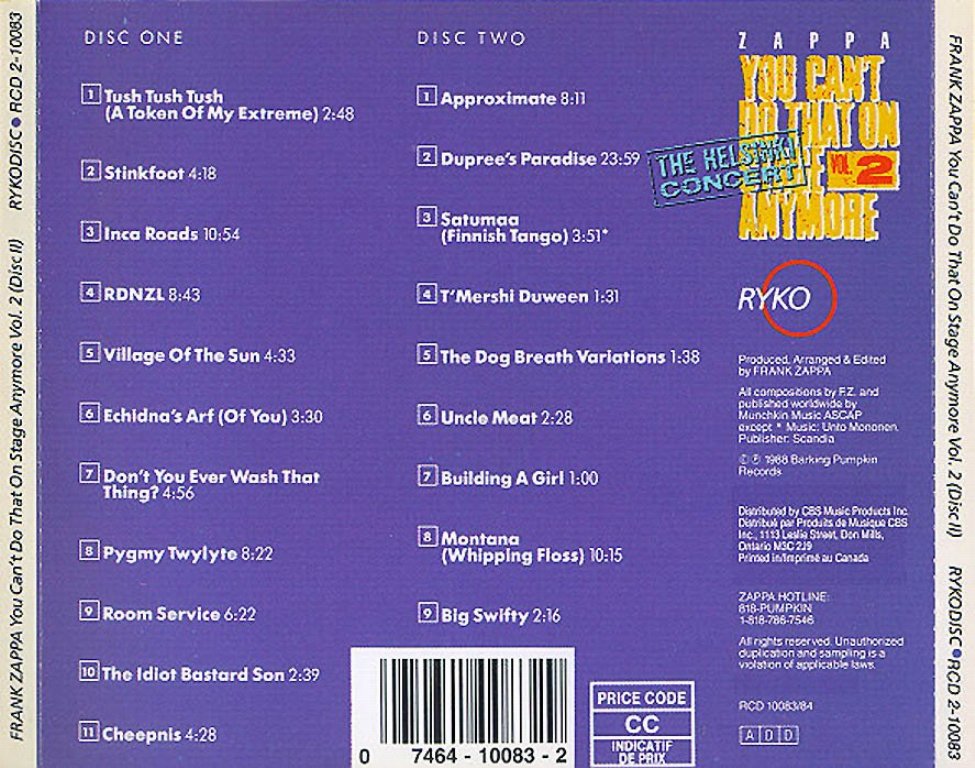 FRANK ZAPPA You Can't Do That On Stage Anymore Vol. 2 (Disc II) RYKODISC ● RCD 2-10083
DISC ONE
1 Tush Tush Tush
(A Token Of My Extreme) 2:48
2 Stinkfoot 4:18
3 Inca Roads 10:54
4 RDNZL 8:43
5 Village Of The Sun 4:33
6 Echidna's Arf (Of You) 3:30
7 Don't You Ever Wash That
Thing? 4:56
8 Pygmy Twylyte 8:22
9 Room Service 6:22
10 The Idiot Bastard Son 2:39
11 Cheepnis 4:28
DISC TWO
1 Approximate 8:11
2 Dupree's Paradise 23:59
3 Satumaa
(Finnish Tango) 3:51*
4 T'Mershi Duween 1:31
5 The Dog Breath Variations 1:38
6 Uncle Meat 2:28
7 Building A Girl 1:00
8 Montana
(Whipping Floss) 10:15
9 Big Swifty 2:16
0 7464-10083-2
PRICE CODE
CC
INDICATIF
DE PRIX
ZAPPA
YOU CAN'T
DO THAT ON
STAGE VOL. 2
ANYMORE
THE HELSINKI
CONCERT
RYKO
Produced, Arranged & Edited
by FRANK ZAPPA
All compositions by F.Z. and
published worldwide by
Munchkin Music ASCAP
except * Music: Unto Mononen.
Publisher: Scandia
© ℗ 1988 Barking Pumpkin
Records
Distributed by CBS Music Products Inc.
Distribué par Produits de Musique CBS
Inc., 1113 Leslie Street, Don Mills,
Ontario M3C 2J9
Printed in/Imprimé au Canada
ZAPPA HOTLINE:
818-PUMPKIN
1-818-786-7546
All rights reserved. Unauthorized
duplication and sampling is a
violation of applicable laws.
RCD 10083/84
A D D
FRANK ZAPPA You Can't Do That On Stage Anymore Vol. 2 (Disc II) RYKODISC ● RCD 2-10083